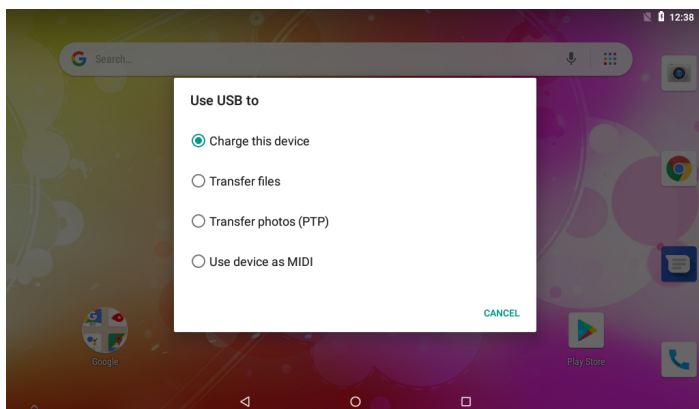 12:38
Search...
Use USB to
Charge this device
Transfer files
Transfer photos (PTP)
Use device as MIDI
CANCEL
Google
Play Store